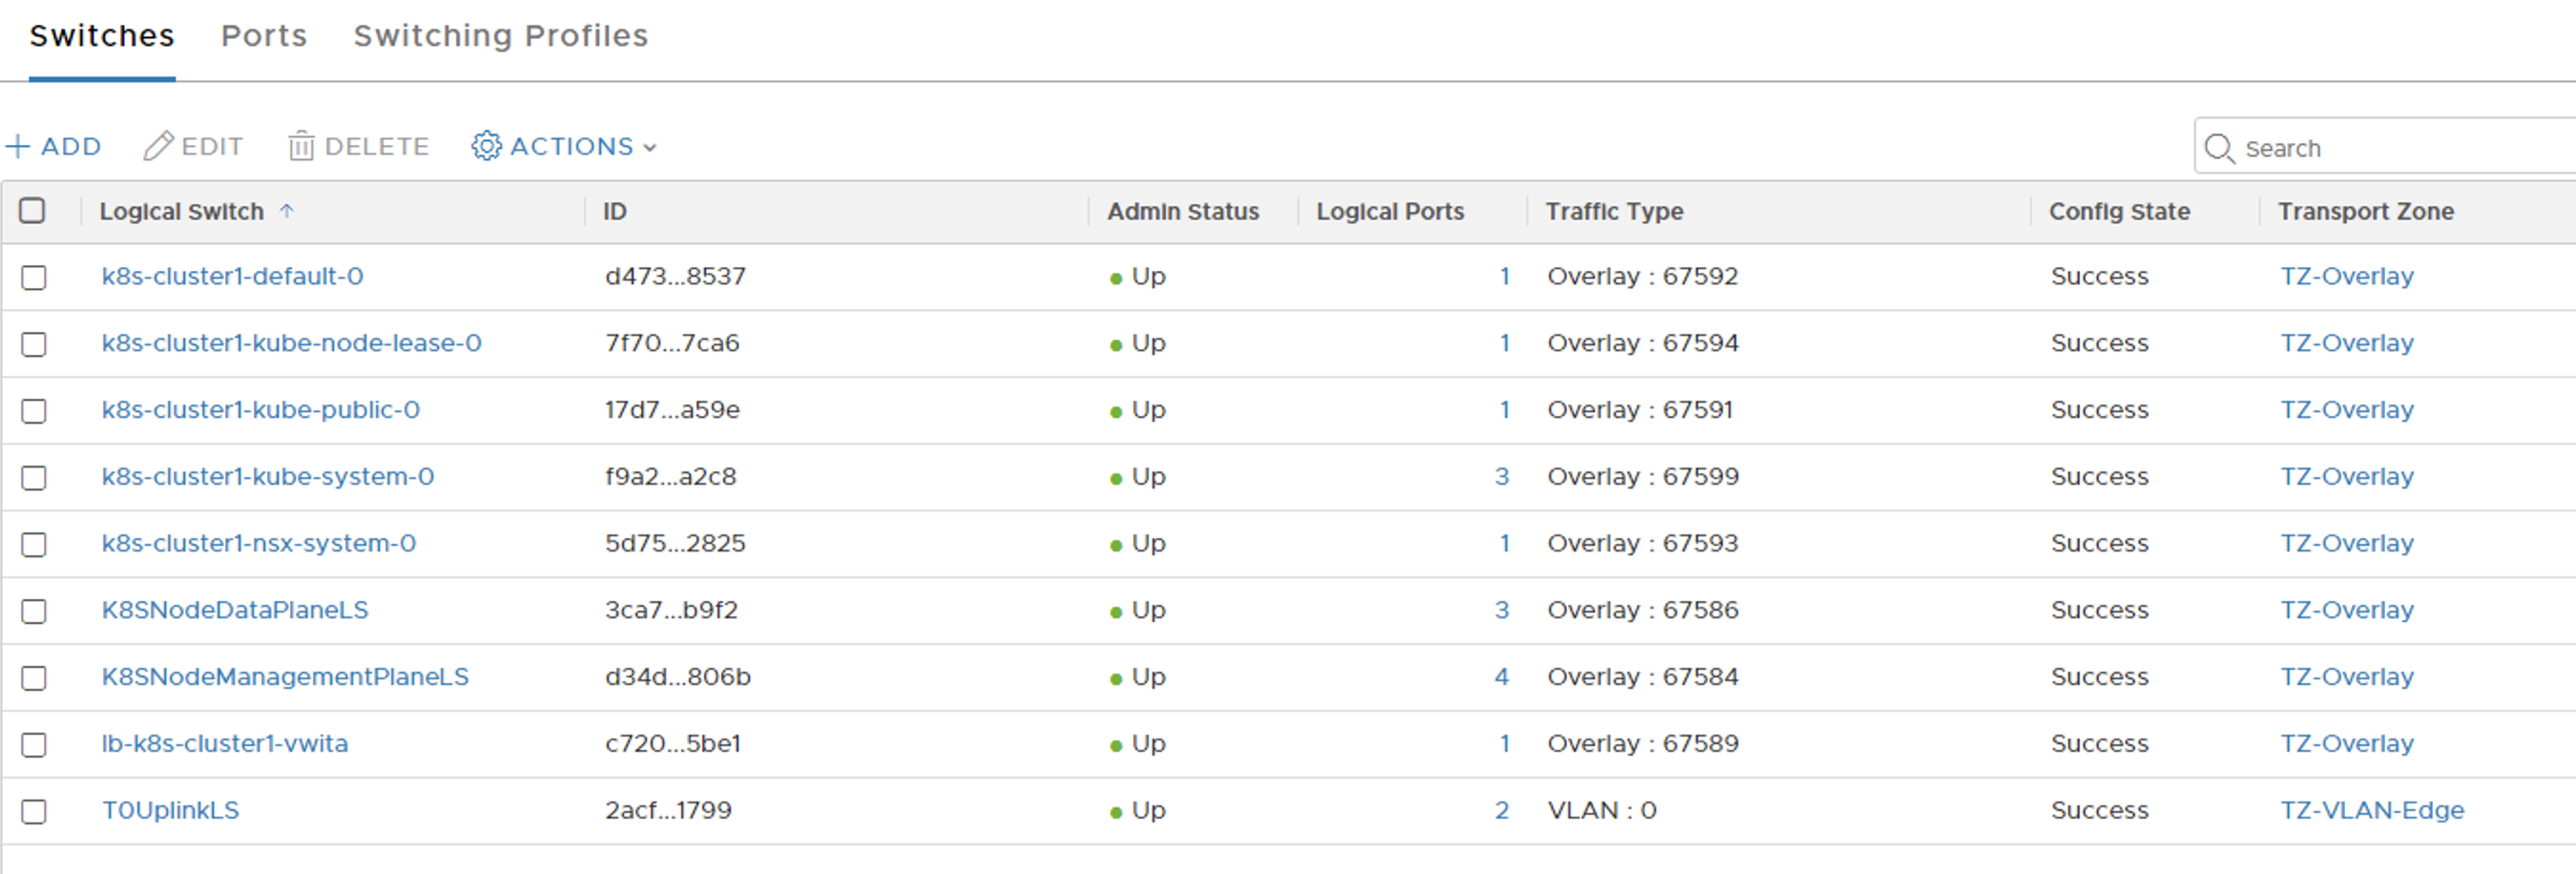 Switches Ports Switching Profiles
ADD EDIT DELETE ACTIONS Search
Logical Switch ↑ ID Admin Status Logical Ports Traffic Type Config State Transport Zone
k8s-cluster1-default-0 d473...8537 Up 1 Overlay : 67592 Success TZ-Overlay
k8s-cluster1-kube-node-lease-0 7f70...7ca6 Up 1 Overlay : 67594 Success TZ-Overlay
k8s-cluster1-kube-public-0 17d7...a59e Up 1 Overlay : 67591 Success TZ-Overlay
k8s-cluster1-kube-system-0 f9a2...a2c8 Up 3 Overlay : 67599 Success TZ-Overlay
k8s-cluster1-nsx-system-0 5d75...2825 Up 1 Overlay : 67593 Success TZ-Overlay
K8SNodeDataPlaneLS 3ca7...b9f2 Up 3 Overlay : 67586 Success TZ-Overlay
K8SNodeManagementPlaneLS d34d...806b Up 4 Overlay : 67584 Success TZ-Overlay
lb-k8s-cluster1-vwita c720...5be1 Up 1 Overlay : 67589 Success TZ-Overlay
T0UplinkLS 2acf...1799 Up 2 VLAN : 0 Success TZ-VLAN-Edge